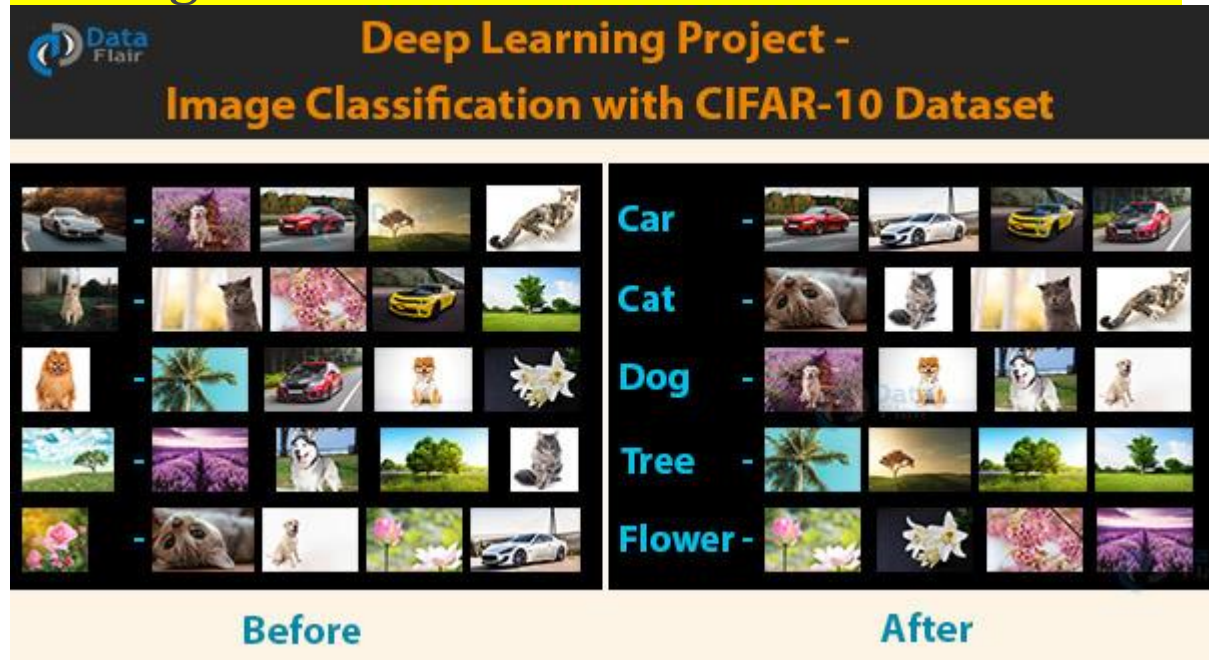 Data
Flair
Deep Learning Project -
Image Classification with CIFAR-10 Dataset
-
-
-
-
-
Car -
Cat -
Dog -
Tree -
Flower -
Before
After